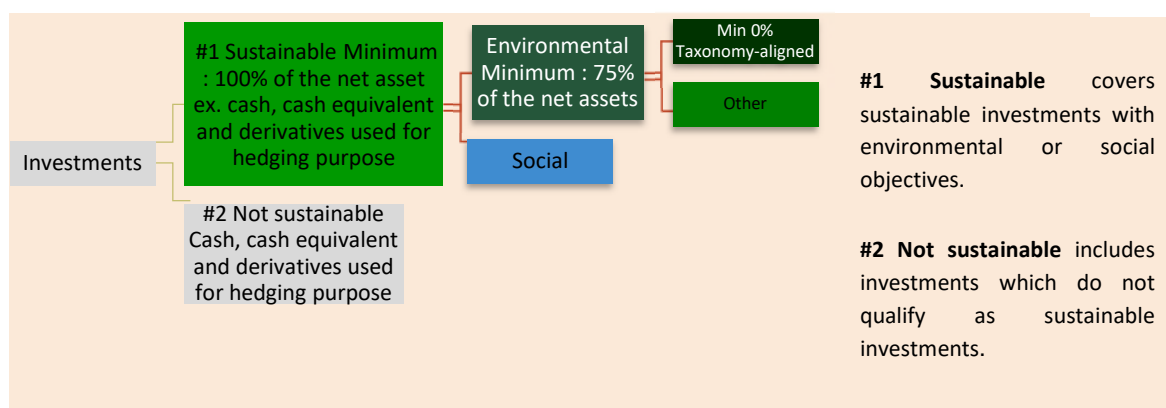 Investments
#1 Sustainable Minimum
: 100% of the net asset
ex. cash, cash equivalent
and derivatives used for
hedging purpose
#2 Not sustainable
Cash, cash equivalent
and derivatives used
for hedging purpose
Environmental
Minimum : 75%
of the net assets
Social
Min 0%
Taxonomy-aligned
Other
#1 Sustainable covers
sustainable investments with
environmental or social
objectives.
#2 Not sustainable includes
investments which do not
qualify as sustainable
investments.